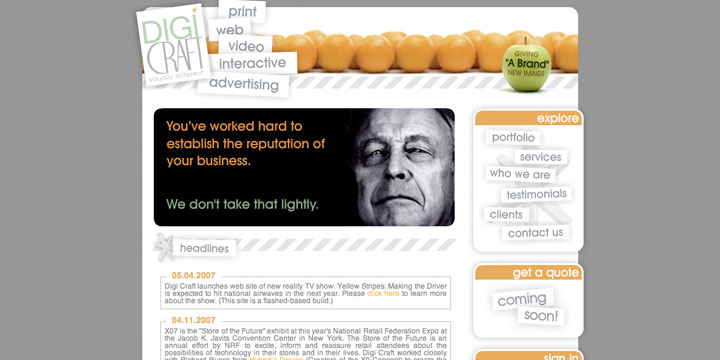 DIGI
CRAFT
visually different
print
web
video
interactive
advertising
GIVING
"A Brand"
NEW IMAGE
You've worked hard to
establish the reputation of
your business.
We don't take that lightly.
headlines
05.04.2007
Digi Craft launches web site of new reality TV show. Yellow Stripes: Making the Driver
is expected to hit national airwaves in the next year. Please click here to learn more
about the show. (This site is a flashed-based build.)
04.11.2007
X07 is the "Store of the Future" exhibit at this year's National Retail Federation Expo at
the Jacob K. Javits Convention Center in New York. The Store of the Future is an
annual effort by NRF to excite, inform and reassure retail attendees about the
possibilities of technology in their stores and in their lives. Digi Craft worked closely
explore
portfolio
services
who we are
testimonials
clients
contact us
get a quote
coming
soon!
sign in